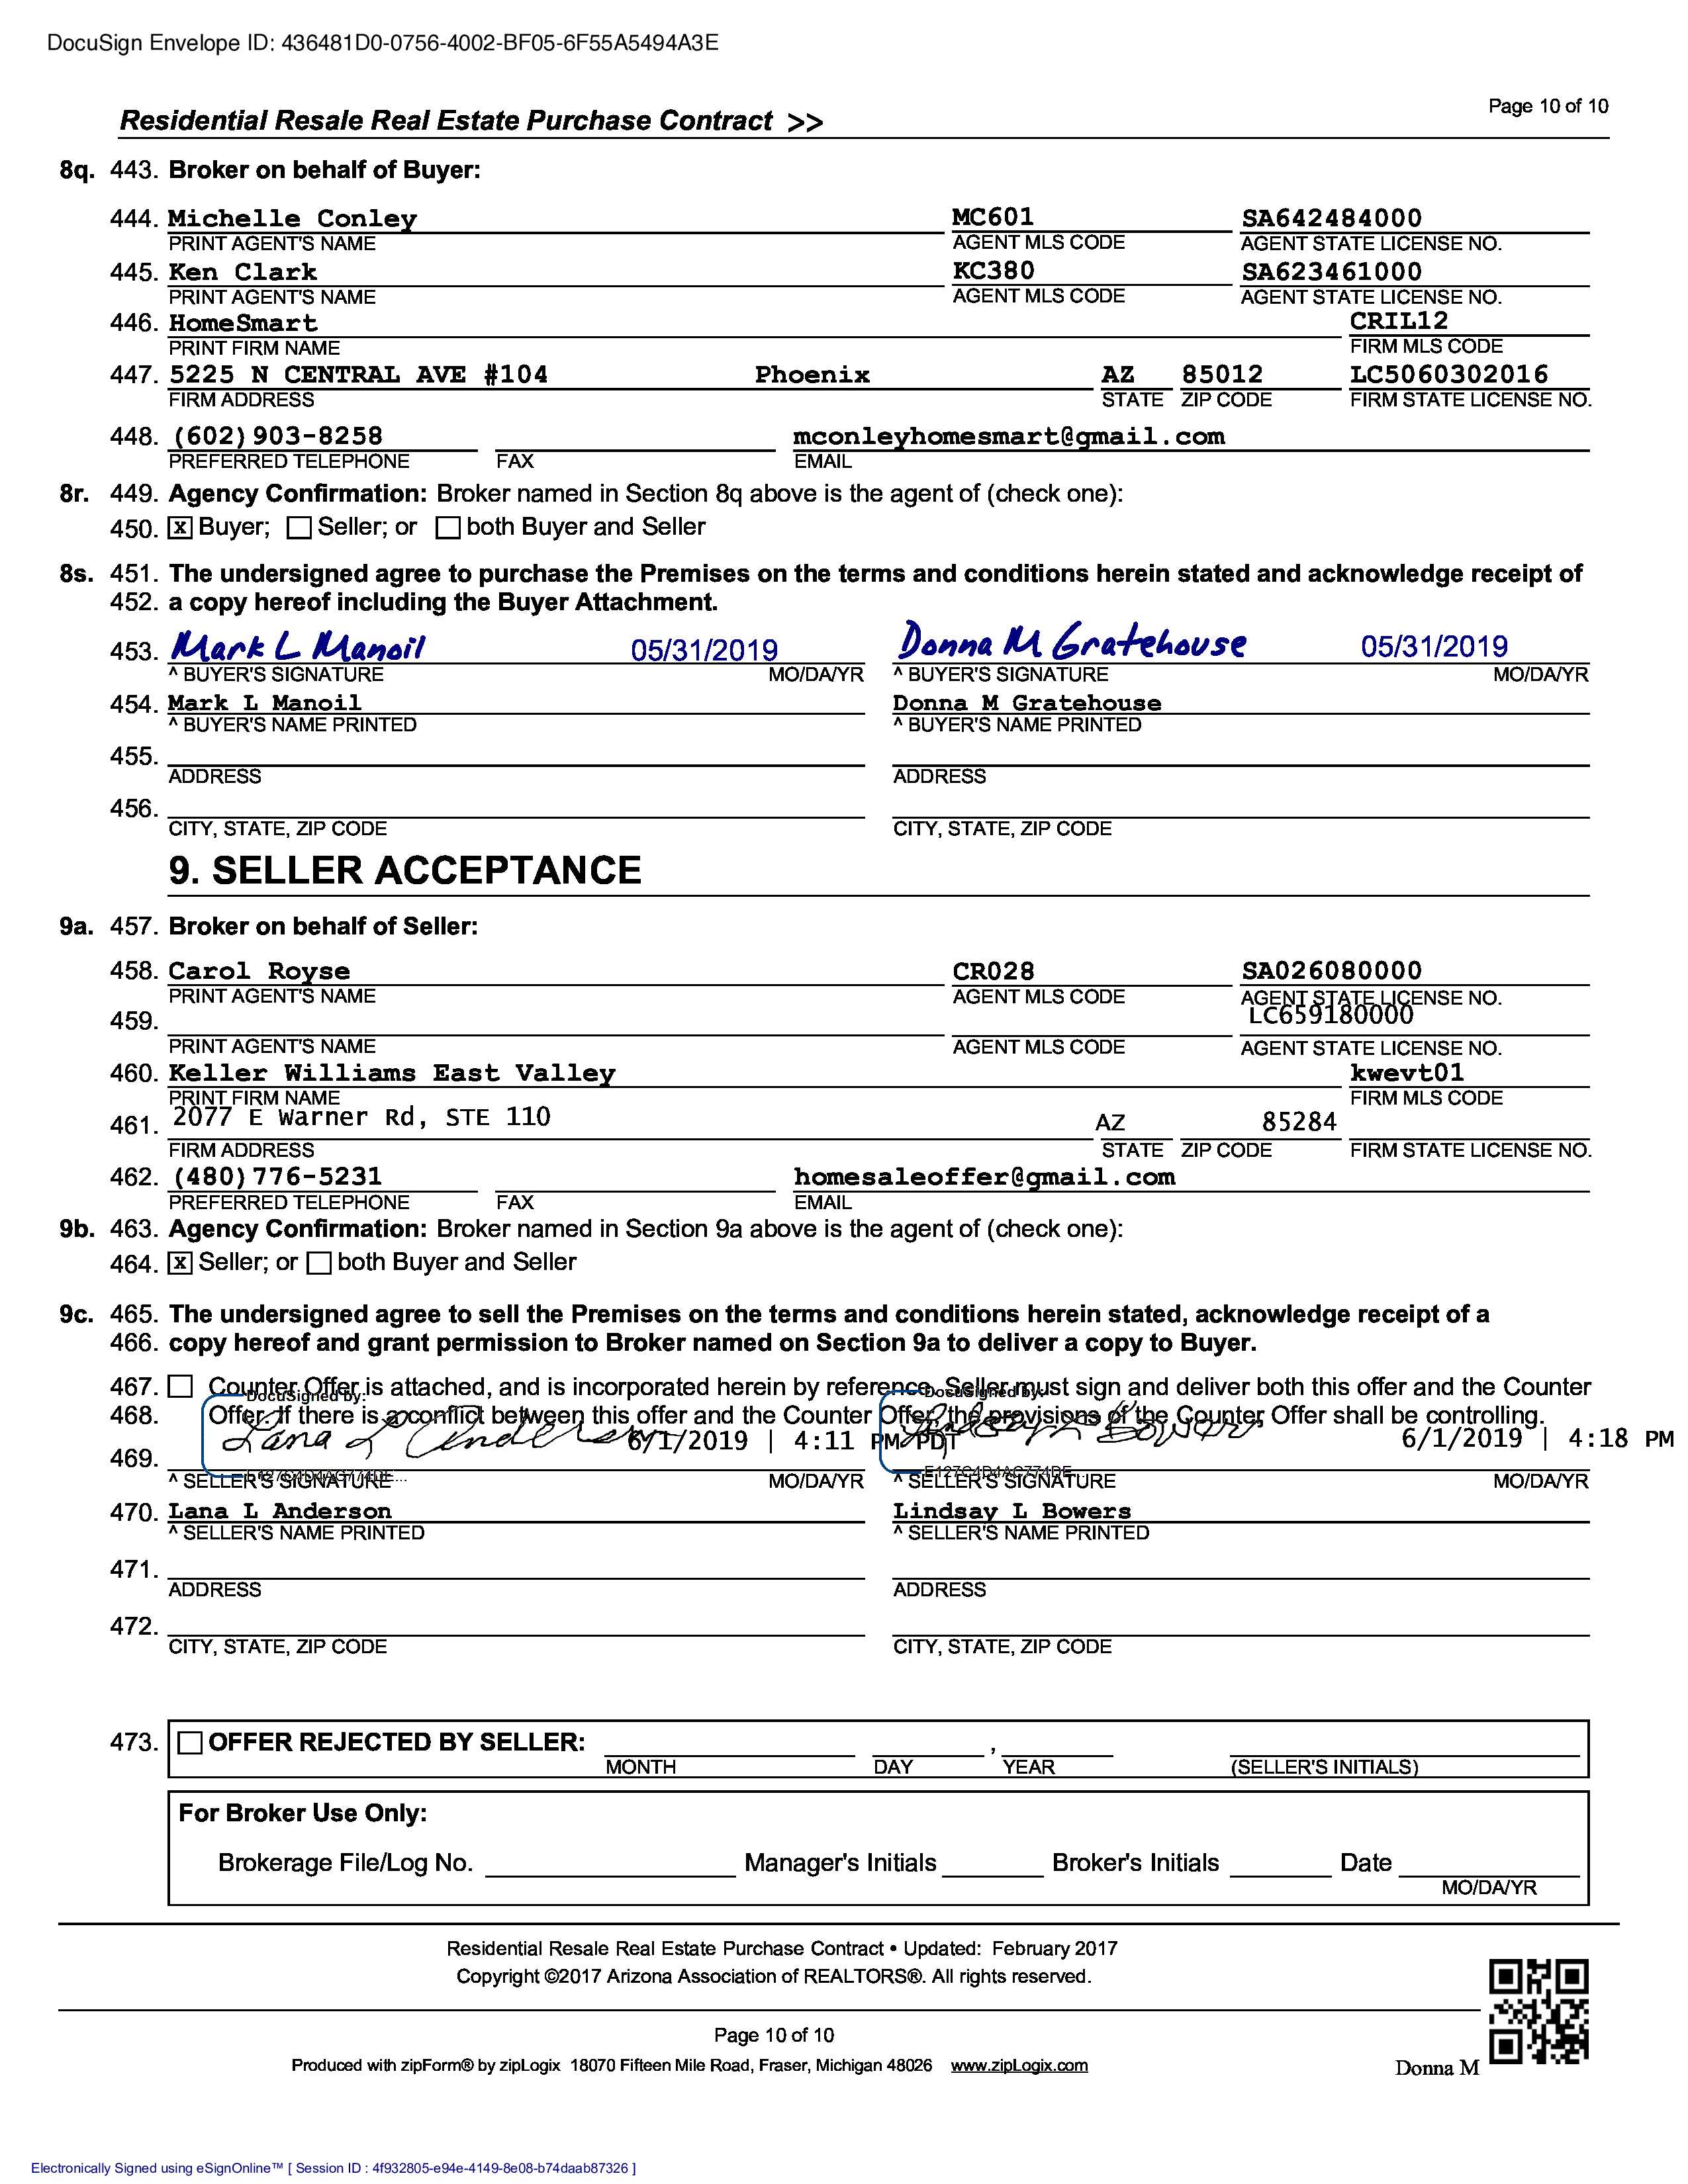 DocuSign Envelope ID: 436481D0-0756-4002-BF05-6F55A5494A3E
Residential Resale Real Estate Purchase Contract >>
Page 10 of 10
8q. 443. Broker on behalf of Buyer:
444. Michelle Conley MC601 SA642484000
PRINT AGENT'S NAME AGENT MLS CODE AGENT STATE LICENSE NO.
445. Ken Clark KC380 SA623461000
PRINT AGENT'S NAME AGENT MLS CODE AGENT STATE LICENSE NO.
446. HomeSmart CRIL12
PRINT FIRM NAME FIRM MLS CODE
447. 5225 N CENTRAL AVE #104 Phoenix AZ 85012 LC5060302016
FIRM ADDRESS STATE ZIP CODE FIRM STATE LICENSE NO.
448. (602)903-8258 mconleyhomesmart@gmail.com
PREFERRED TELEPHONE FAX EMAIL
8r. 449. Agency Confirmation: Broker named in Section 8q above is the agent of (check one):
450. x Buyer; Seller; or both Buyer and Seller
8s. 451. The undersigned agree to purchase the Premises on the terms and conditions herein stated and acknowledge receipt of
452. a copy hereof including the Buyer Attachment.
453. Mark L Manoil 05/31/2019 Donna M Gratehouse 05/31/2019
^ BUYER'S SIGNATURE MO/DA/YR ^ BUYER'S SIGNATURE MO/DA/YR
454. Mark L Manoil Donna M Gratehouse
^ BUYER'S NAME PRINTED ^ BUYER'S NAME PRINTED
455.
ADDRESS ADDRESS
456.
CITY, STATE, ZIP CODE CITY, STATE, ZIP CODE
9. SELLER ACCEPTANCE
9a. 457. Broker on behalf of Seller:
458. Carol Royse CR028 SA026080000
PRINT AGENT'S NAME AGENT MLS CODE AGENT STATE LICENSE NO.
459. LC659180000
PRINT AGENT'S NAME AGENT MLS CODE AGENT STATE LICENSE NO.
460. Keller Williams East Valley kwevt01
PRINT FIRM NAME FIRM MLS CODE
461. 2077 E Warner Rd, STE 110 AZ 85284
FIRM ADDRESS STATE ZIP CODE FIRM STATE LICENSE NO.
462. (480)776-5231 homesaleoffer@gmail.com
PREFERRED TELEPHONE FAX EMAIL
9b. 463. Agency Confirmation: Broker named in Section 9a above is the agent of (check one):
464. x Seller; or both Buyer and Seller
9c. 465. The undersigned agree to sell the Premises on the terms and conditions herein stated, acknowledge receipt of a
466. copy hereof and grant permission to Broker named on Section 9a to deliver a copy to Buyer.
467. Counter Offer is attached, and is incorporated herein by reference. Seller must sign and deliver both this offer and the Counter
DocuSigned by: DocuSigned by:
468. Offer. If there is a conflict between this offer and the Counter Offer, the provisions of the Counter Offer shall be controlling.
469. Lana L Anderson 6/1/2019 | 4:11 PM PDT Lindsay L Bowers 6/1/2019 | 4:18 PM
E127C4D4AC774DE...
^ SELLER'S SIGNATURE MO/DA/YR ^ SELLER'S SIGNATURE MO/DA/YR
470. Lana L Anderson Lindsay L Bowers
^ SELLER'S NAME PRINTED ^ SELLER'S NAME PRINTED
471.
ADDRESS ADDRESS
472.
CITY, STATE, ZIP CODE CITY, STATE, ZIP CODE
473. OFFER REJECTED BY SELLER: ,
MONTH DAY YEAR (SELLER'S INITIALS)
For Broker Use Only:
Brokerage File/Log No. Manager's Initials Broker's Initials Date
MO/DA/YR
Residential Resale Real Estate Purchase Contract • Updated: February 2017
Copyright ©2017 Arizona Association of REALTORS®. All rights reserved.
Page 10 of 10
Produced with zipForm® by zipLogix 18070 Fifteen Mile Road, Fraser, Michigan 48026 www.zipLogix.com
Donna M
Electronically Signed using eSignOnline™ [ Session ID : 4f932805-e94e-4149-8e08-b74daab87326 ]